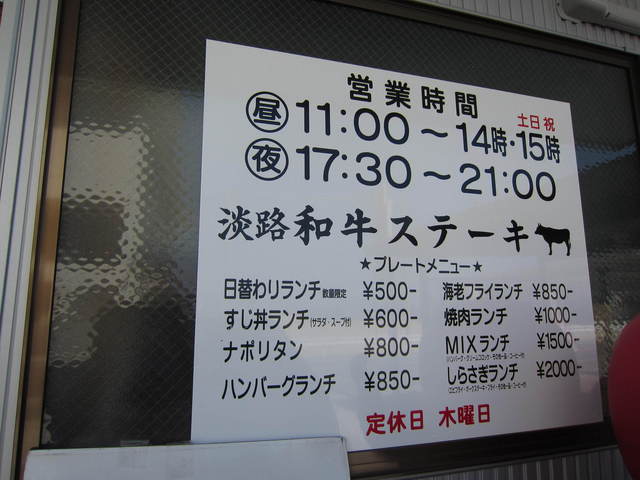 営業時間
土日祝
昼 11:00～14時・15時
夜 17:30～21:00
淡路和牛ステーキ
★プレートメニュー★
日替わりランチ 数量限定 ¥500-
すじ丼ランチ(サラダ・スープ付) ¥600-
ナポリタン ¥800-
ハンバーグランチ ¥850-
海老フライランチ ¥850-
焼肉ランチ ¥1000-
MIXランチ ¥1500-
しらさぎランチ ¥2000-
定休日 木曜日